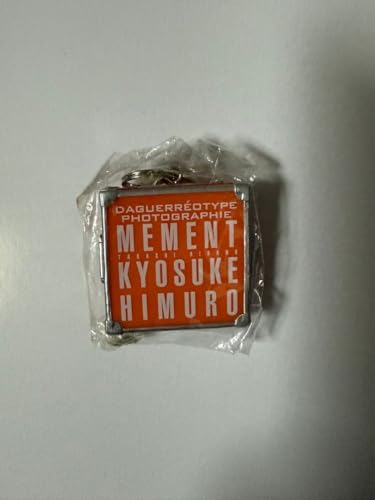 DAGUERRÉOTYPE
PHOTOGRAPHIE
MEMENT
KYOSUKE
HIMURO